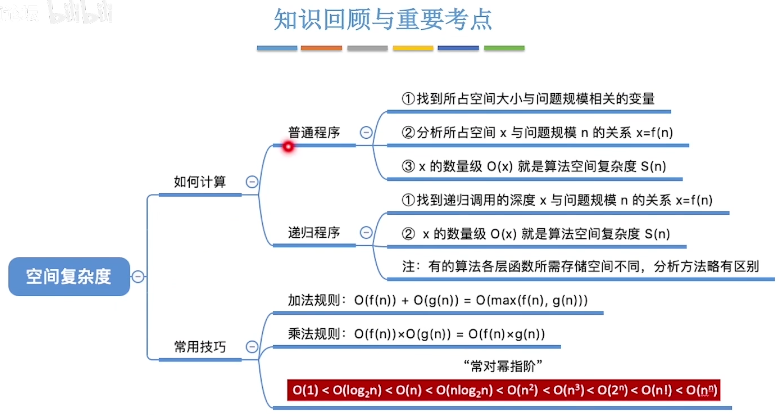 知识回顾与重要考点
①找到所占空间大小与问题规模相关的变量
普通程序
②分析所占空间 x 与问题规模 n 的关系 x=f(n)
③ x 的数量级 O(x) 就是算法空间复杂度 S(n)
如何计算
①找到递归调用的深度 x 与问题规模 n 的关系 x=f(n)
递归程序
② x 的数量级 O(x) 就是算法空间复杂度 S(n)
注：有的算法各层函数所需存储空间不同，分析方法略有区别
空间复杂度
加法规则：O(f(n)) + O(g(n)) = O(max(f(n), g(n)))
乘法规则：O(f(n))×O(g(n)) = O(f(n)×g(n))
常用技巧
“常对幂指阶”
O(1) < O(log₂n) < O(n) < O(nlog₂n) < O(n²) < O(n³) < O(2ⁿ) < O(n!) < O(nⁿ)